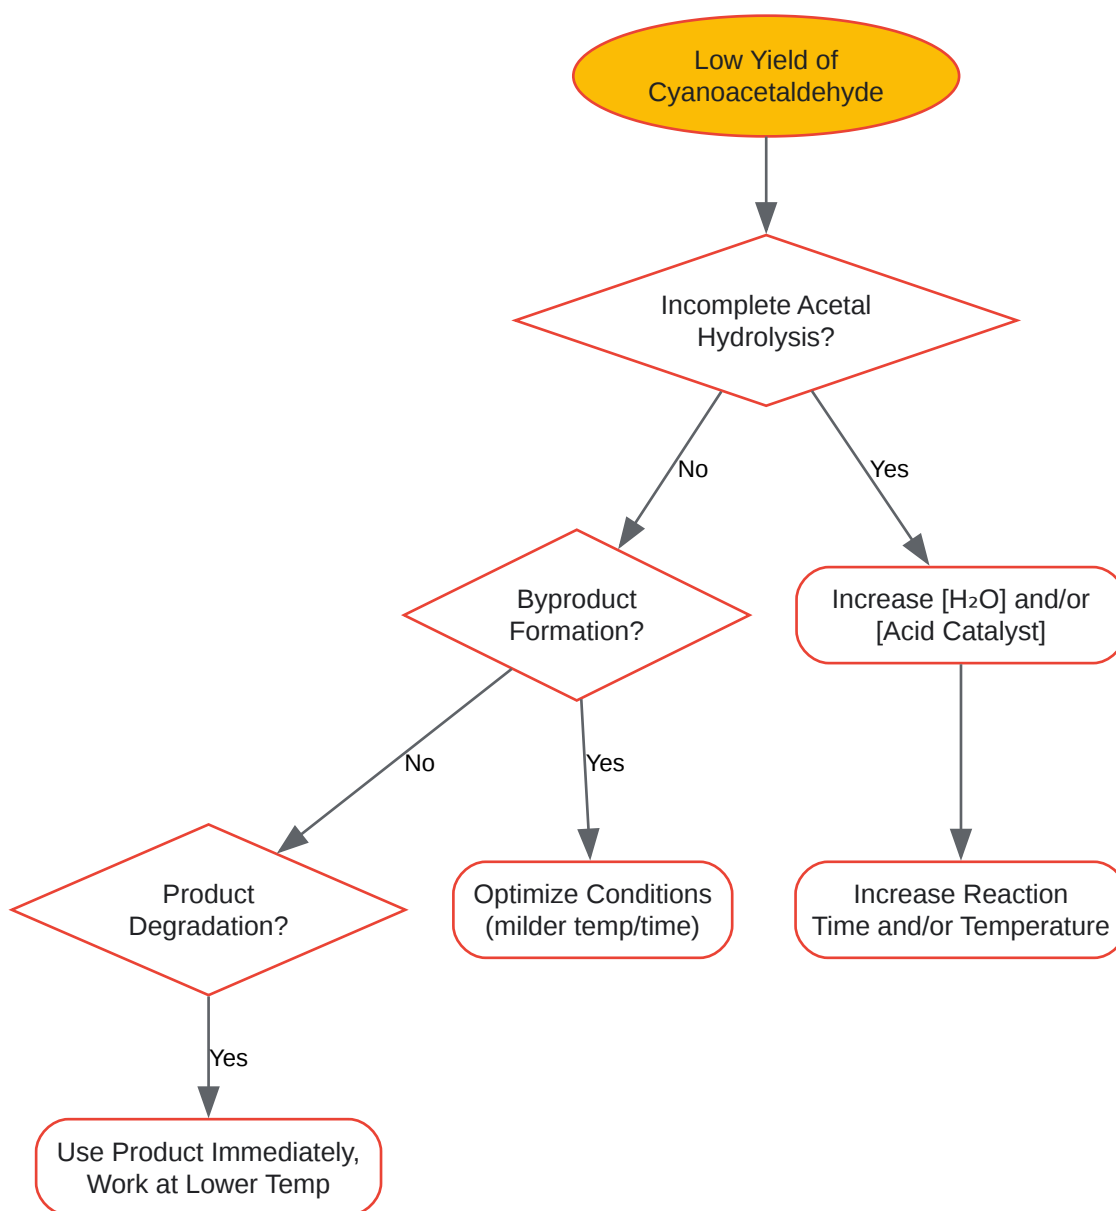 Low Yield of
Cyanoacetaldehyde
Incomplete Acetal
Hydrolysis?
No
Yes
Byproduct
Formation?
Increase [H₂O] and/or
[Acid Catalyst]
No
Yes
Product
Degradation?
Optimize Conditions
(milder temp/time)
Increase Reaction
Time and/or Temperature
Yes
Use Product Immediately,
Work at Lower Temp